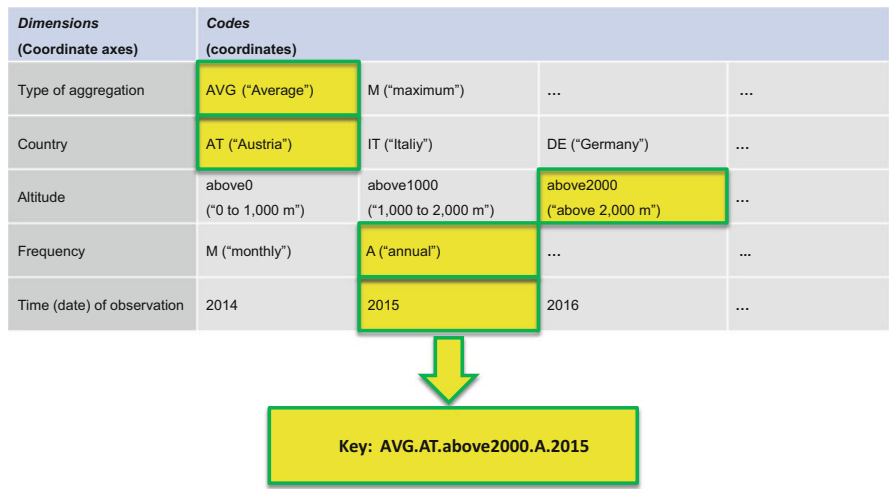 Dimensions Codes
(Coordinate axes) (coordinates)
Type of aggregation AVG (“Average”) M (“maximum”) … …
Country AT (“Austria”) IT (“Italiy”) DE (“Germany”) …
Altitude above0 above1000 above2000 …
(“0 to 1,000 m”) (“1,000 to 2,000 m”) (“above 2,000 m”)
Frequency M (“monthly”) A (“annual”) … ...
Time (date) of observation 2014 2015 2016 …
Key: AVG.AT.above2000.A.2015